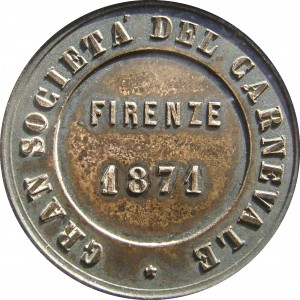 GRAN SOCIETÀ DEL CARNEVALE
FIRENZE
1871